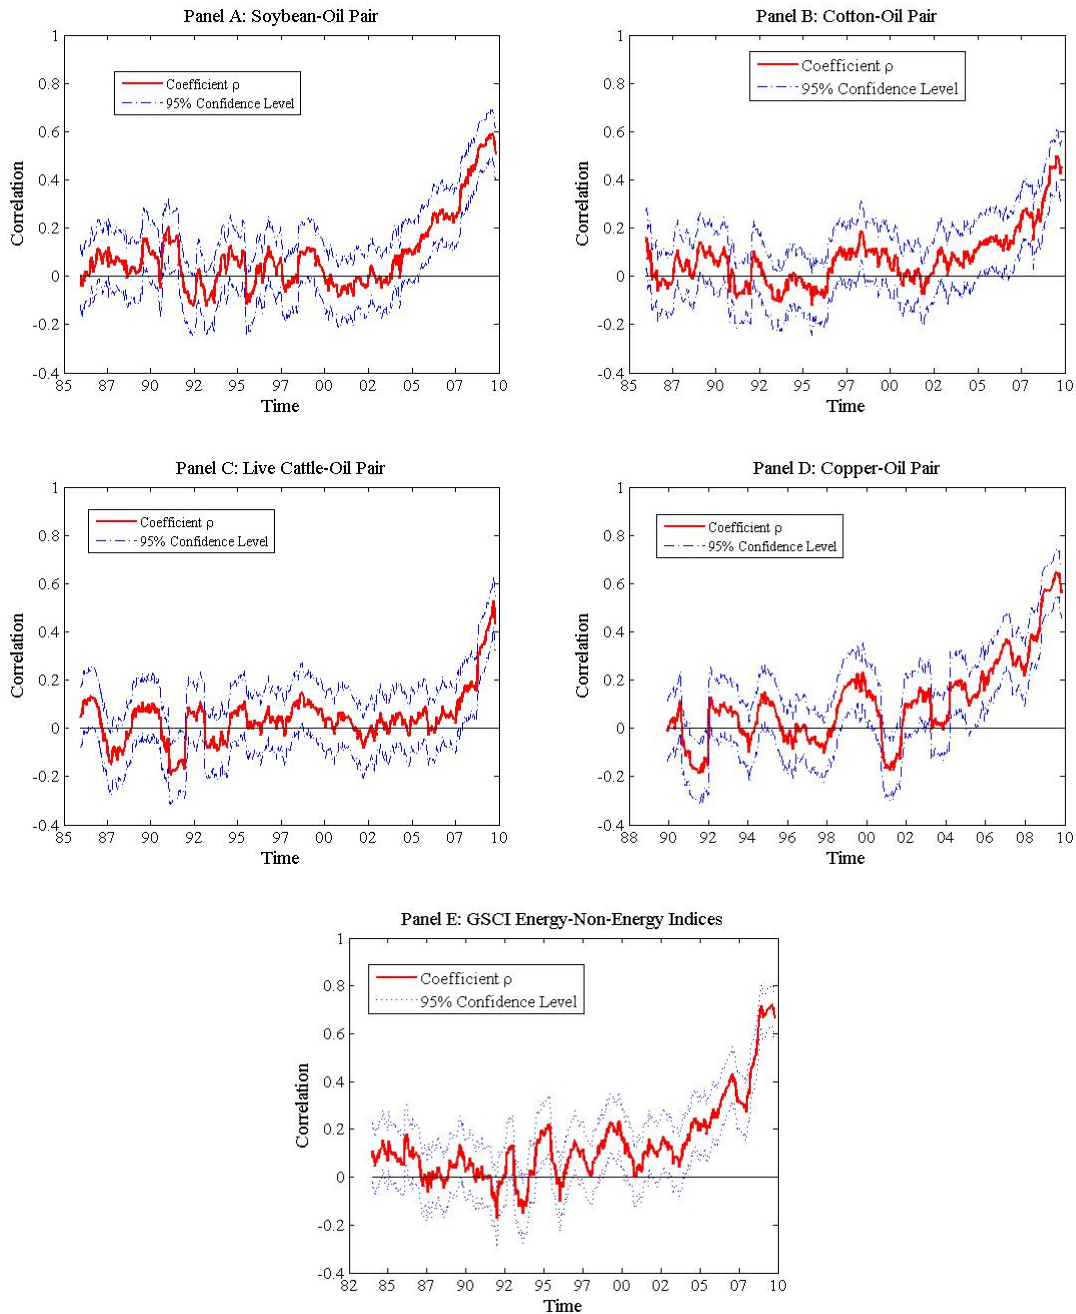 Panel A: Soybean-Oil Pair
1
0.8
0.6
0.4
0.2
0
-0.2
-0.4
Correlation
Coefficient ρ
95% Confidence Level
85 87 90 92 95 97 00 02 05 07 10
Time
Panel B: Cotton-Oil Pair
1
0.8
0.6
0.4
0.2
0
-0.2
-0.4
Correlation
Coefficient ρ
95% Confidence Level
85 87 90 92 95 97 00 02 05 07 10
Time
Panel C: Live Cattle-Oil Pair
1
0.8
0.6
0.4
0.2
0
-0.2
-0.4
Correlation
Coefficient ρ
95% Confidence Level
85 87 90 92 95 97 00 02 05 07 10
Time
Panel D: Copper-Oil Pair
1
0.8
0.6
0.4
0.2
0
-0.2
-0.4
Correlation
Coefficient ρ
95% Confidence Level
88 90 92 94 96 98 00 02 04 06 08 10
Time
Panel E: GSCI Energy-Non-Energy Indices
1
0.8
0.6
0.4
0.2
0
-0.2
-0.4
Correlation
Coefficient ρ
95% Confidence Level
82 85 87 90 92 95 97 00 02 05 07 10
Time